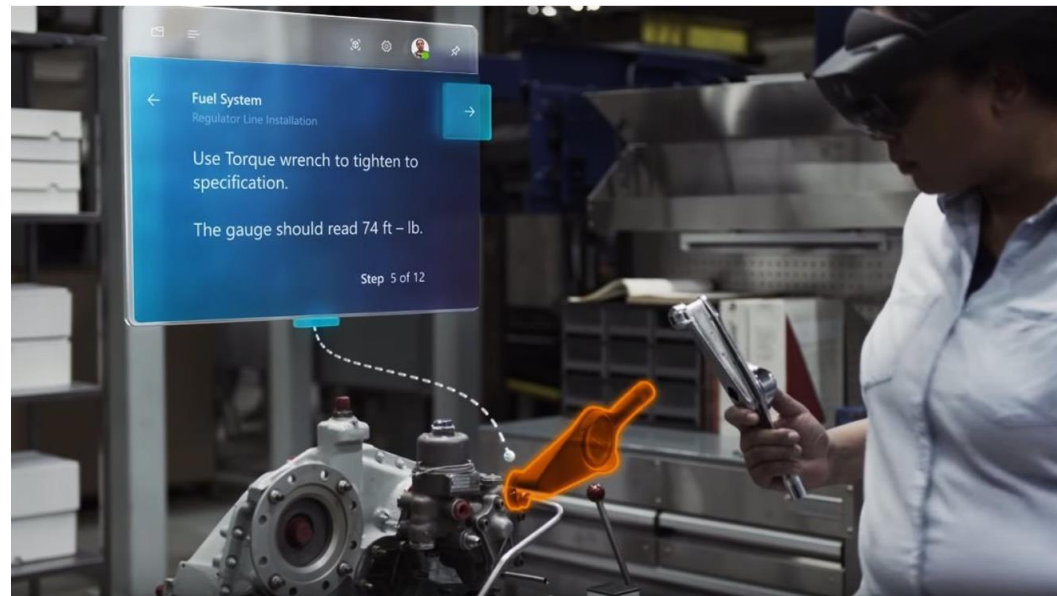 Fuel System
Regulator Line Installation
Use Torque wrench to tighten to
specification.
The gauge should read 74 ft – lb.
Step 5 of 12